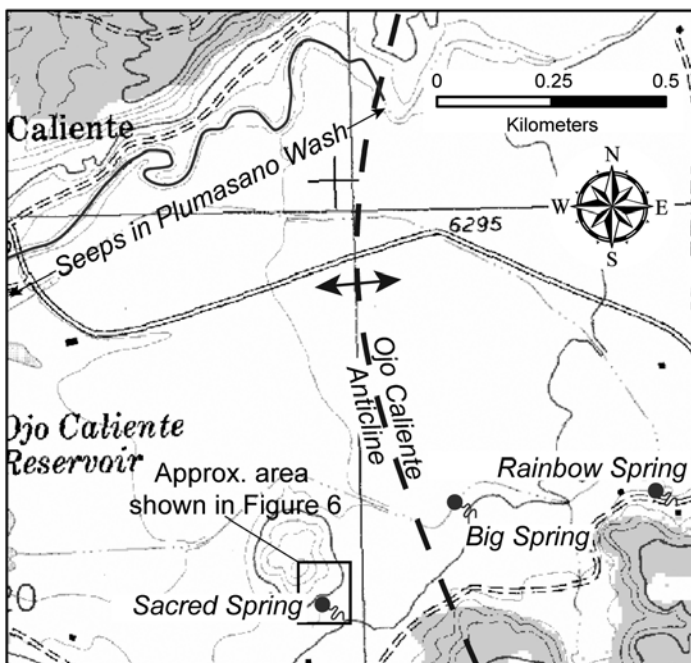 0 0.25 0.5
Kilometers
Caliente
Seeps in Plumasano Wash
N
W E
S
6295
Ojo Caliente
Anticline
Ojo Caliente
Reservoir
Approx. area
shown in Figure 6
Rainbow Spring
Big Spring
Sacred Spring
20